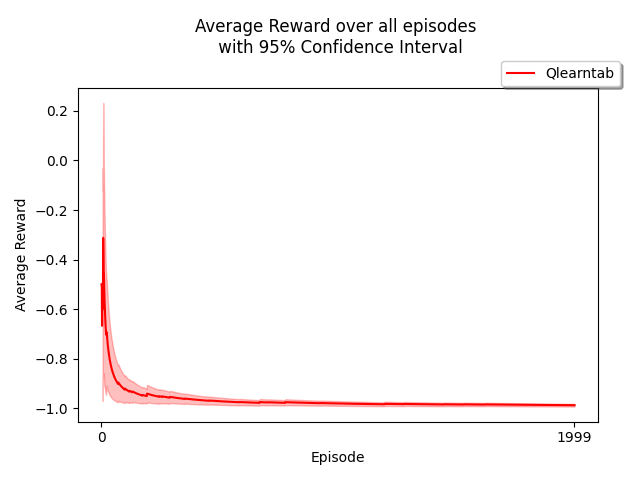 Average Reward over all episodes
with 95% Confidence Interval
Qlearntab
0.2
0.0
−0.2
−0.4
−0.6
−0.8
−1.0
Average Reward
0
1999
Episode